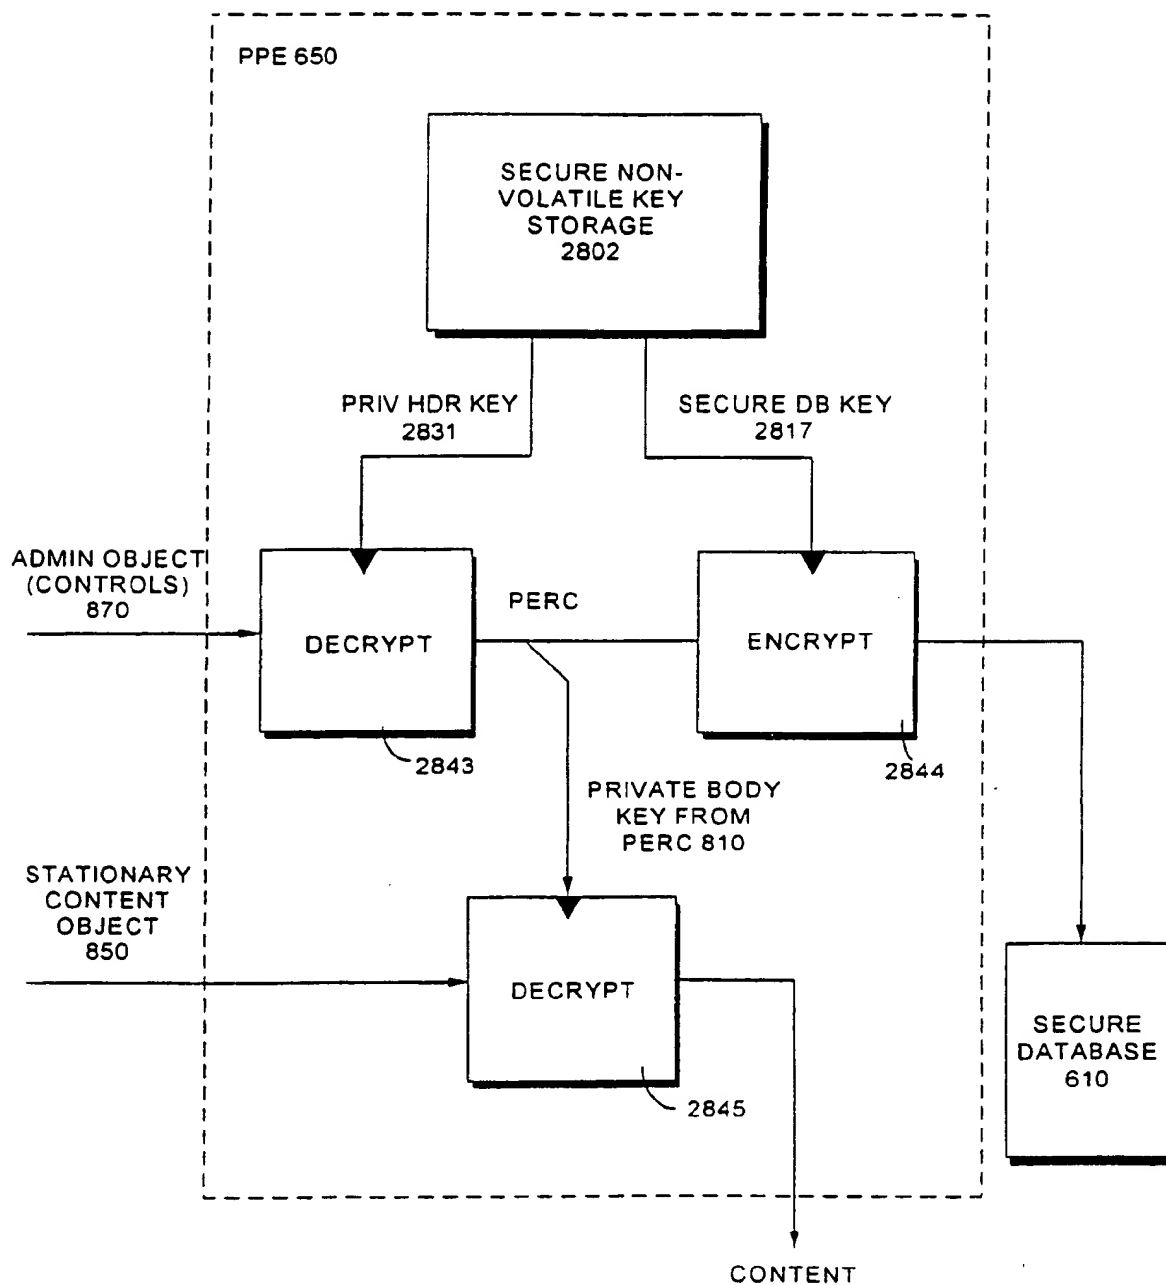 PPE 650
SECURE NON-
VOLATILE KEY
STORAGE
2802
PRIV HDR KEY
2831
SECURE DB KEY
2817
ADMIN OBJECT
(CONTROLS)
870
DECRYPT
PERC
ENCRYPT
2843
2844
PRIVATE BODY
KEY FROM
PERC 810
STATIONARY
CONTENT
OBJECT
850
DECRYPT
2845
SECURE
DATABASE
610
CONTENT